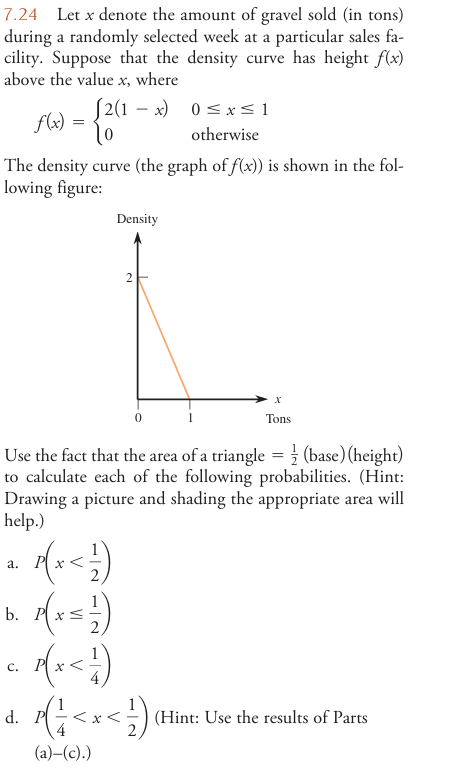 7.24 Let x denote the amount of gravel sold (in tons)
during a randomly selected week at a particular sales fa-
cility. Suppose that the density curve has height f(x)
above the value x, where
f(x) = {2(1 − x) 0 ≤ x ≤ 1
0 otherwise
The density curve (the graph of f(x)) is shown in the fol-
lowing figure:
Density
2
x
0 1 Tons
Use the fact that the area of a triangle = 1/2 (base)(height)
to calculate each of the following probabilities. (Hint:
Drawing a picture and shading the appropriate area will
help.)
a. P(x < 1/2)
b. P(x ≤ 1/2)
c. P(x < 1/4)
d. P(1/4 < x < 1/2) (Hint: Use the results of Parts
(a)–(c).)